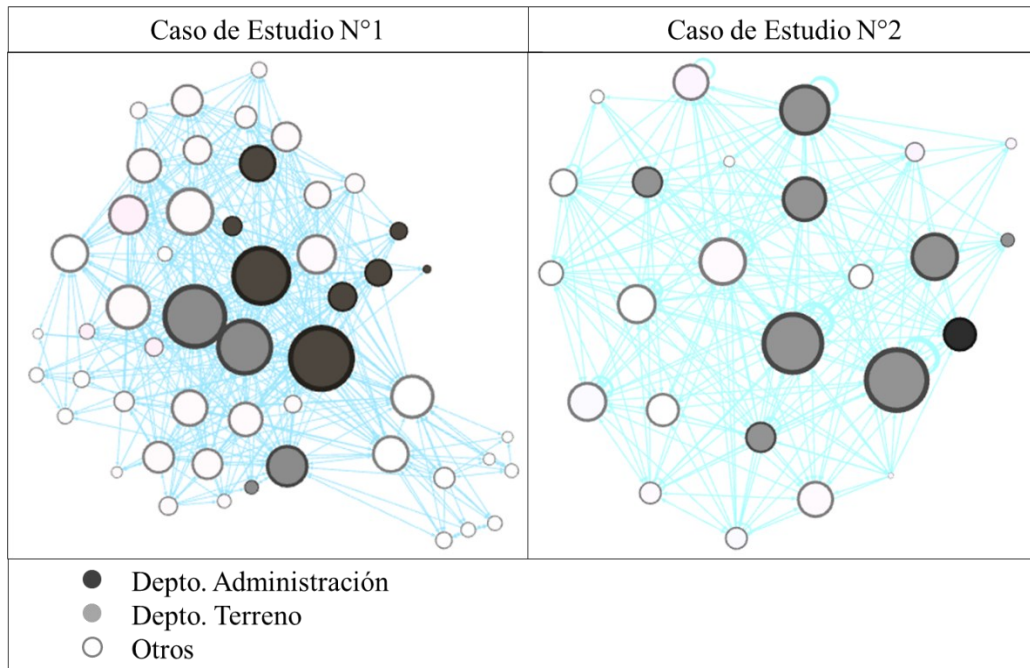 Caso de Estudio N°1
Caso de Estudio N°2
Depto. Administración
Depto. Terreno
Otros